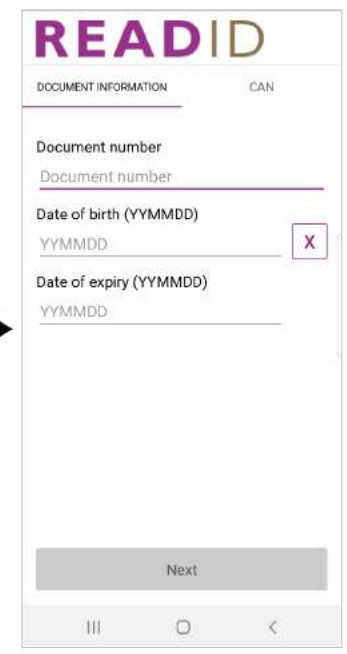 READID
DOCUMENT INFORMATION
CAN
Document number
Document number
Date of birth (YYMMDD)
YYMMDD
X
Date of expiry (YYMMDD)
YYMMDD
Next